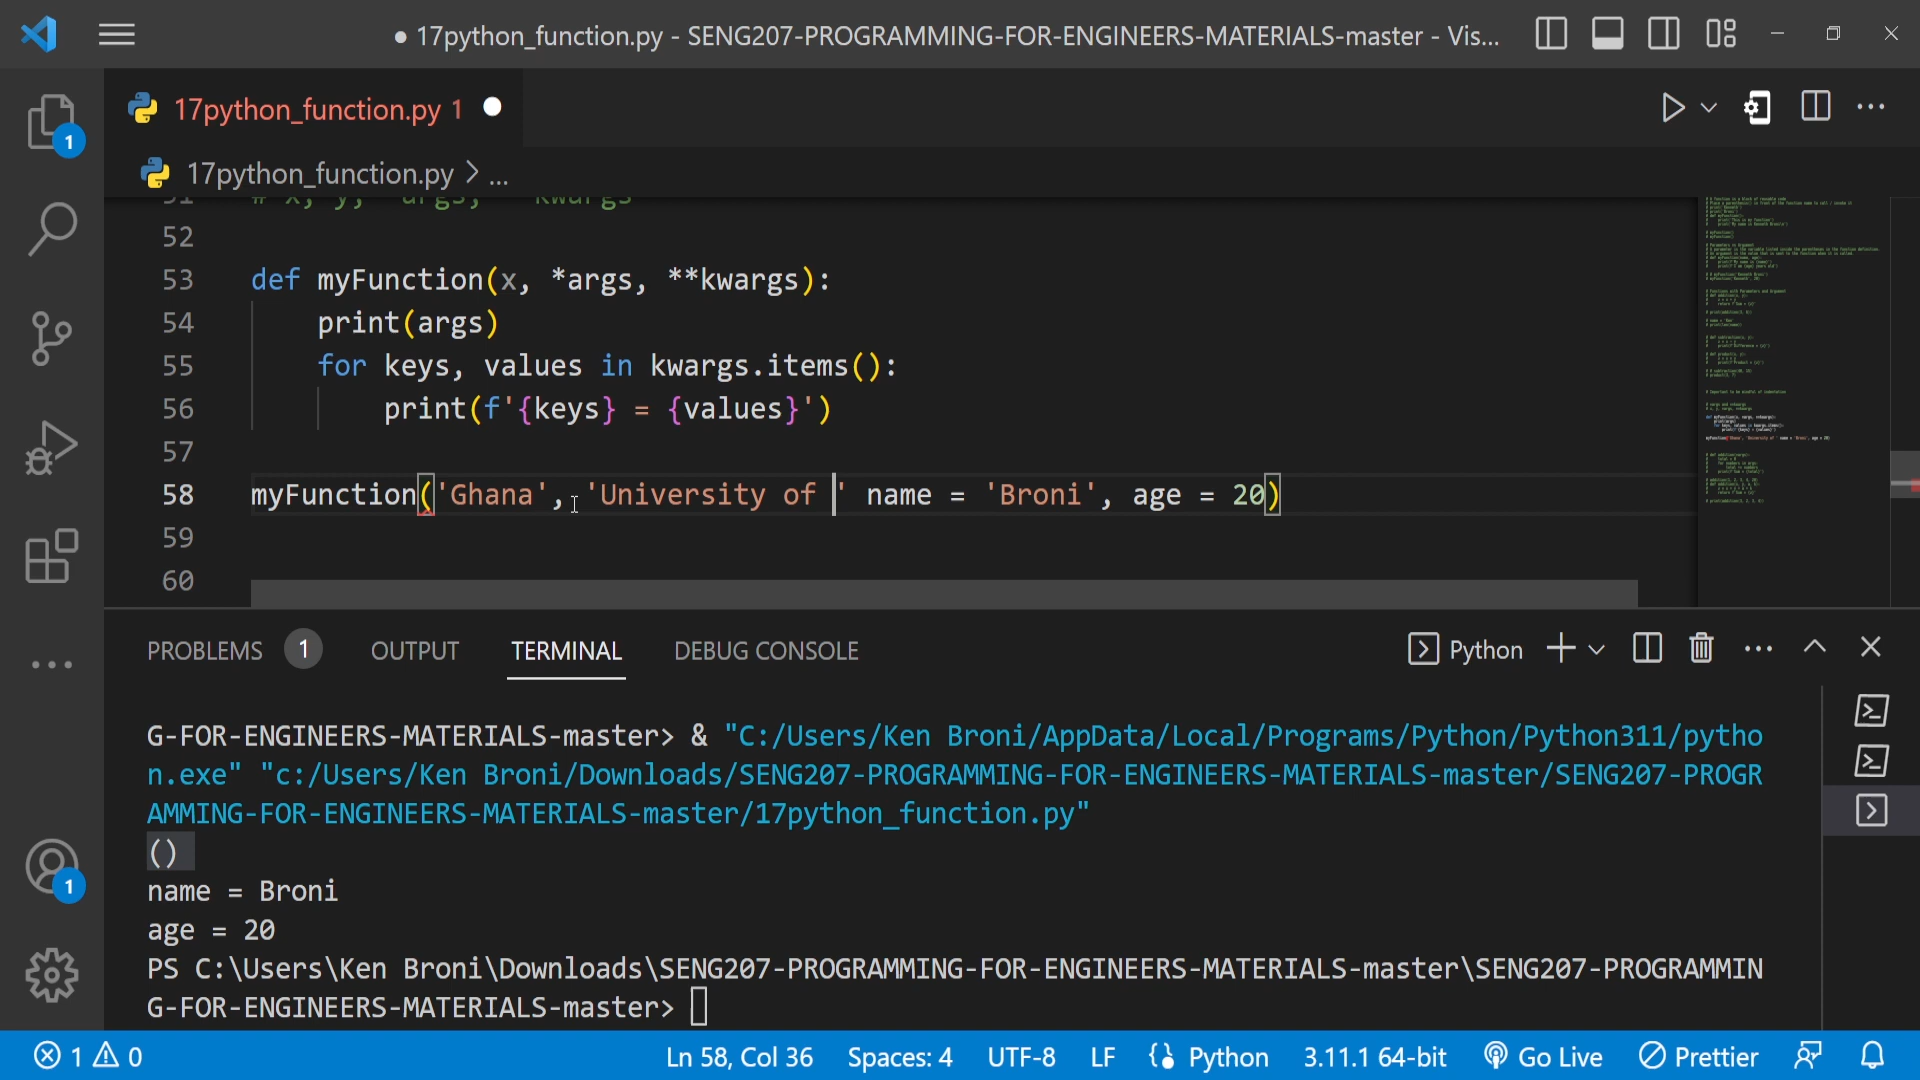 ● 17python_function.py - SENG207-PROGRAMMING-FOR-ENGINEERS-MATERIALS-master - Vis...
1
17python_function.py 1
17python_function.py > ...
51 # x, y, *args, **kwargs
52
53 def myFunction(x, *args, **kwargs):
54 print(args)
55 for keys, values in kwargs.items():
56 print(f'{keys} = {values}')
57
58 myFunction('Ghana', 'University of ' name = 'Broni', age = 20)
59
60
PROBLEMS 1 OUTPUT TERMINAL DEBUG CONSOLE Python
G-FOR-ENGINEERS-MATERIALS-master> & "C:/Users/Ken Broni/AppData/Local/Programs/Python/Python311/pytho
n.exe" "c:/Users/Ken Broni/Downloads/SENG207-PROGRAMMING-FOR-ENGINEERS-MATERIALS-master/SENG207-PROGR
AMMING-FOR-ENGINEERS-MATERIALS-master/17python_function.py"
()
name = Broni
age = 20
PS C:\Users\Ken Broni\Downloads\SENG207-PROGRAMMING-FOR-ENGINEERS-MATERIALS-master\SENG207-PROGRAMMIN
G-FOR-ENGINEERS-MATERIALS-master>
1
1 0 Ln 58, Col 36 Spaces: 4 UTF-8 LF Python 3.11.1 64-bit Go Live Prettier